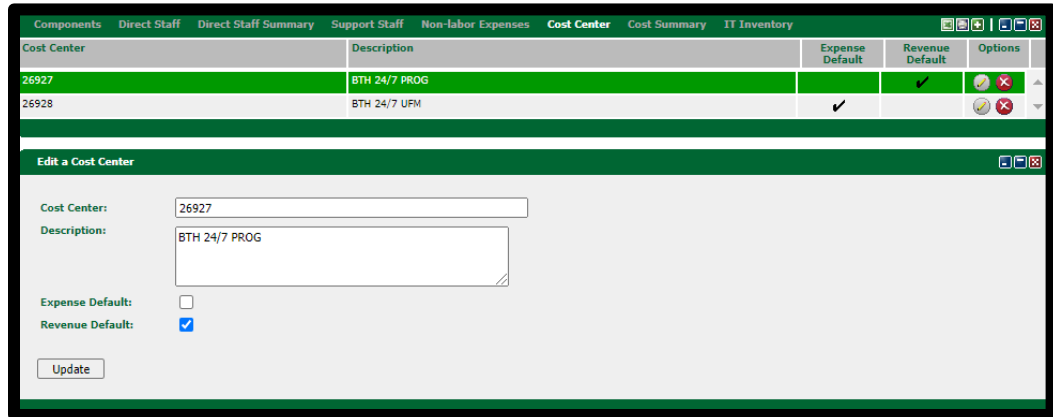 Components Direct Staff Direct Staff Summary Support Staff Non-labor Expenses Cost Center Cost Summary IT Inventory
Cost Center Description Expense Default Revenue Default Options
26927 BTH 24/7 PROG
26928 BTH 24/7 UFM
Edit a Cost Center
Cost Center: 26927
Description: BTH 24/7 PROG
Expense Default:
Revenue Default:
Update